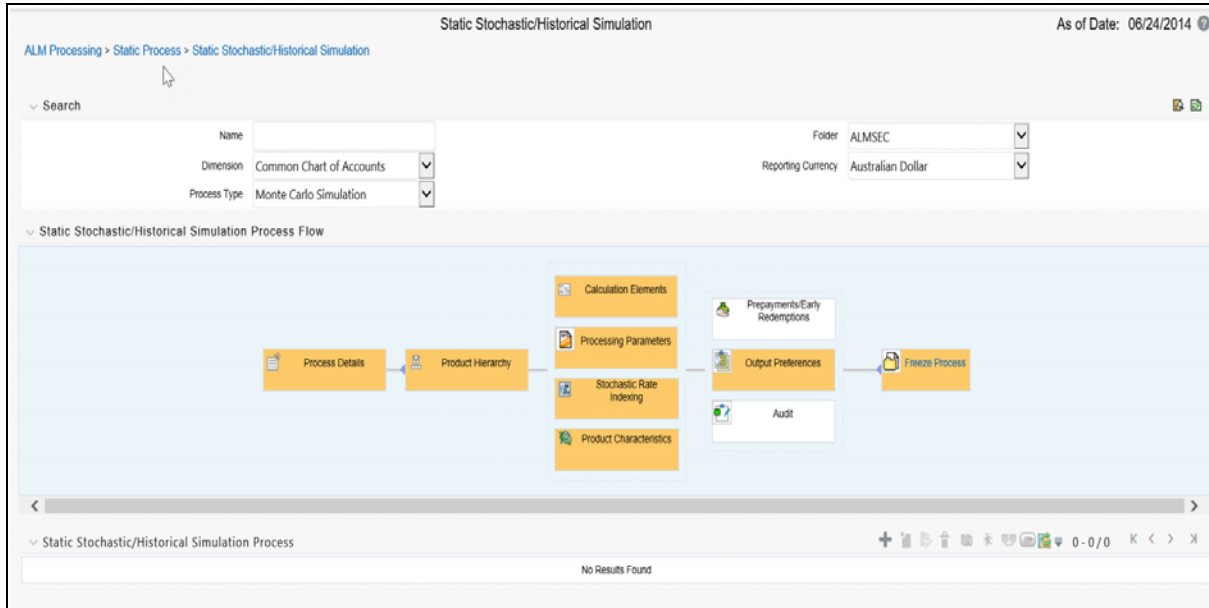 Static Stochastic/Historical Simulation
As of Date: 06/24/2014
ALM Processing > Static Process > Static Stochastic/Historical Simulation
Search
Name
Folder ALMSEC
Dimension Common Chart of Accounts
Reporting Currency Australian Dollar
Process Type Monte Carlo Simulation
Static Stochastic/Historical Simulation Process Flow
Process Details
Product Hierarchy
Calculation Elements
Processing Parameters
Stochastic Rate
Indexing
Product Characteristics
Prepayments/Early
Redemptions
Output Preferences
Audit
Freeze Process
Static Stochastic/Historical Simulation Process
0-0/0
No Results Found